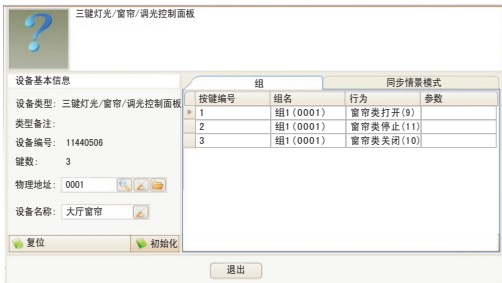 三键灯光/窗帘/调光控制面板
设备基本信息
设备类型: 三键灯光/窗帘/调光控制面板
类型备注:
设备编号: 11440506
键数: 3
物理地址: 0001
设备名称: 大厅窗帘
复位 初始化
组 同步情景模式
按键编号 组名 行为 参数
1 组1(0001) 窗帘类打开(9)
2 组1(0001) 窗帘类停止(11)
3 组1(0001) 窗帘类关闭(10)
退出